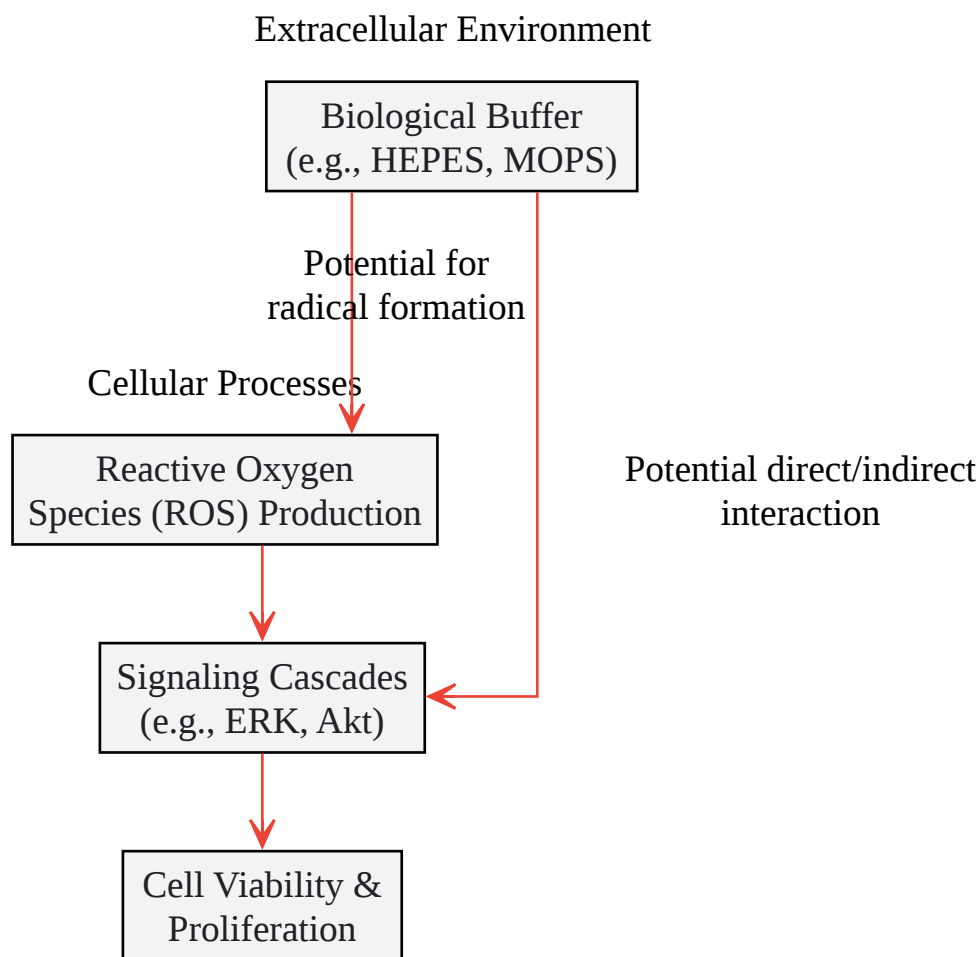 Extracellular Environment
Biological Buffer
(e.g., HEPES, MOPS)
Potential for
radical formation
Cellular Processes
Reactive Oxygen
Species (ROS) Production
Potential direct/indirect
interaction
Signaling Cascades
(e.g., ERK, Akt)
Cell Viability &
Proliferation